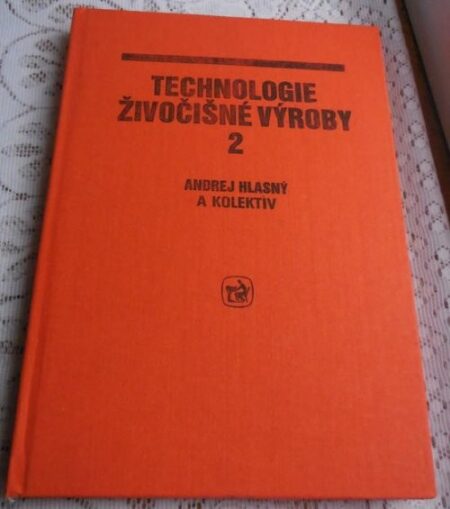 TECHNOLOGIE
ŽIVOČIŠNÉ VÝROBY
2
ANDREJ HLASNÝ
A KOLEKTIV